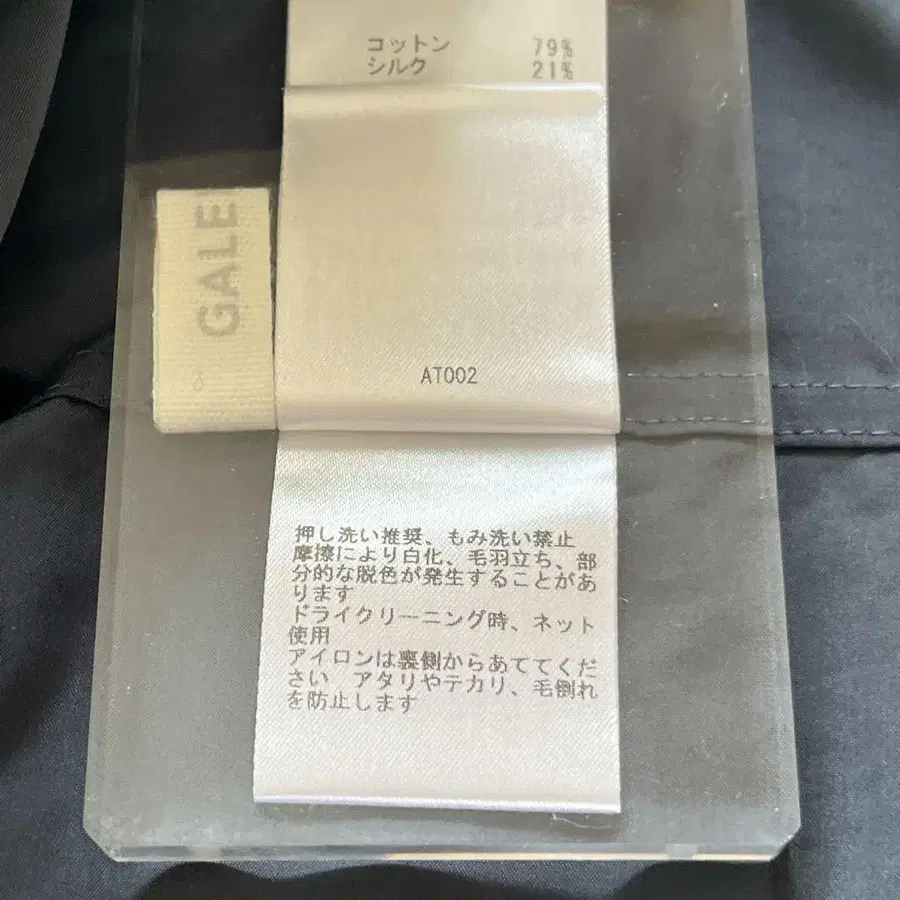 コットン 79%
シルク 21%
GALE
AT002
押し洗い推奨、もみ洗い禁止
摩擦により白化、毛羽立ち、部
分的な脱色が発生することがあ
ります
ドライクリーニング時、ネット
使用
アイロンは裏側からあててくだ
さい アタリやテカリ、毛倒れ
を防止します